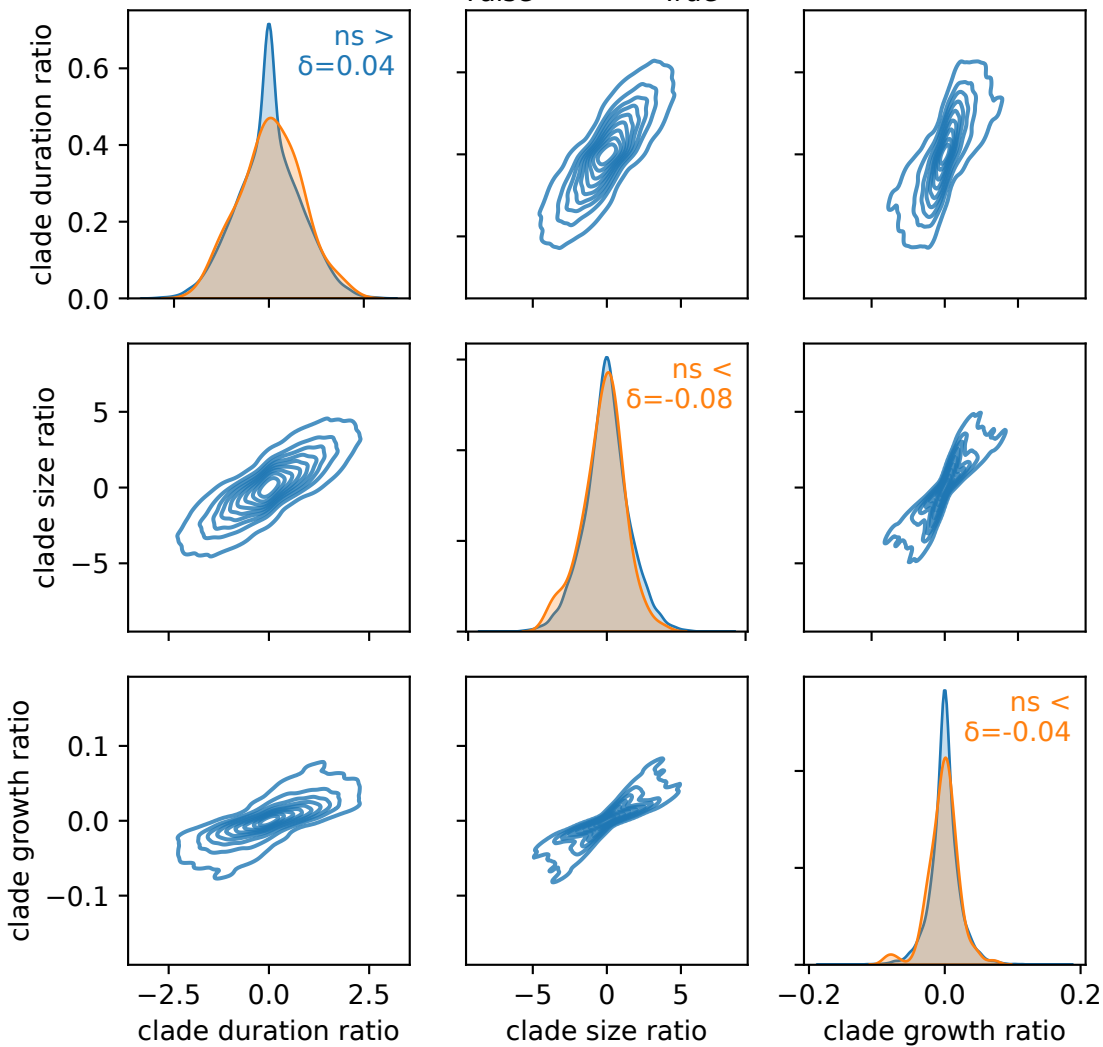 clade duration ratio
0.6
0.4
0.2
0.0
ns >
δ=0.04
clade size ratio
5
0
−5
ns <
δ=-0.08
clade growth ratio
0.1
0.0
−0.1
ns <
δ=-0.04
−2.5 0.0 2.5
−5 0 5
−0.2 0.0 0.2
clade duration ratio
clade size ratio
clade growth ratio